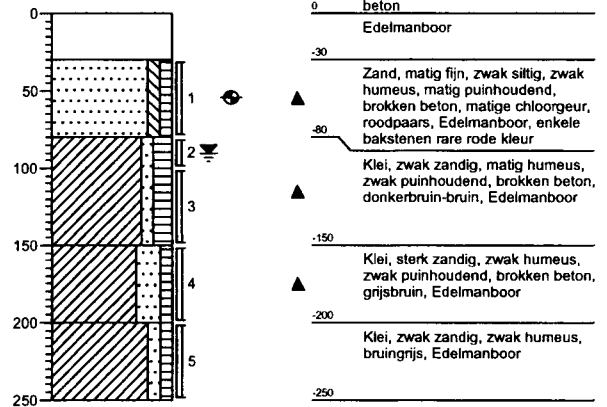 0
50
100
150
200
250
1
2
3
4
5
0
beton
Edelmanboor
-30
Zand, matig fijn, zwak siltig, zwak
humeus, matig puinhoudend,
brokken beton, matige chloorgeur,
roodpaars, Edelmanboor, enkele
bakstenen rare rode kleur
-80
Klei, zwak zandig, matig humeus,
zwak puinhoudend, brokken beton,
donkerbruin-bruin, Edelmanboor
-150
Klei, sterk zandig, zwak humeus,
zwak puinhoudend, brokken beton,
grijsbruin, Edelmanboor
-200
Klei, zwak zandig, zwak humeus,
bruingrijs, Edelmanboor
-250